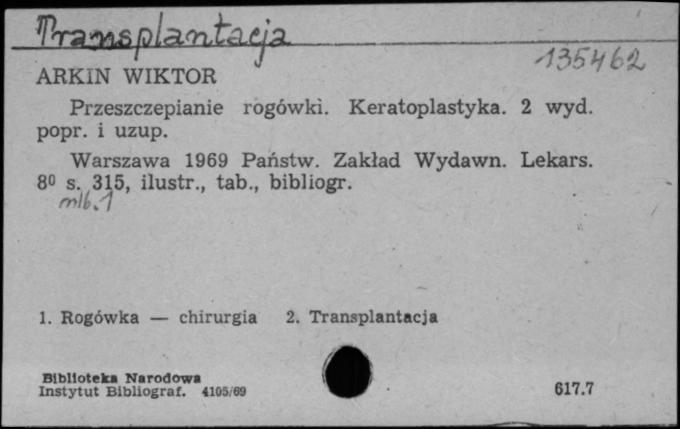 Transplantacja
135462
ARKIN WIKTOR
Przeszczepianie rogówki. Keratoplastyka. 2 wyd.
popr. i uzup.
Warszawa 1969 Państw. Zakład Wydawn. Lekars.
8⁰ s. 315, ilustr., tab., bibliogr.
nlb. 1
1. Rogówka — chirurgia 2. Transplantacja
Biblioteka Narodowa
Instytut Bibliograf. 4105/69
617.7